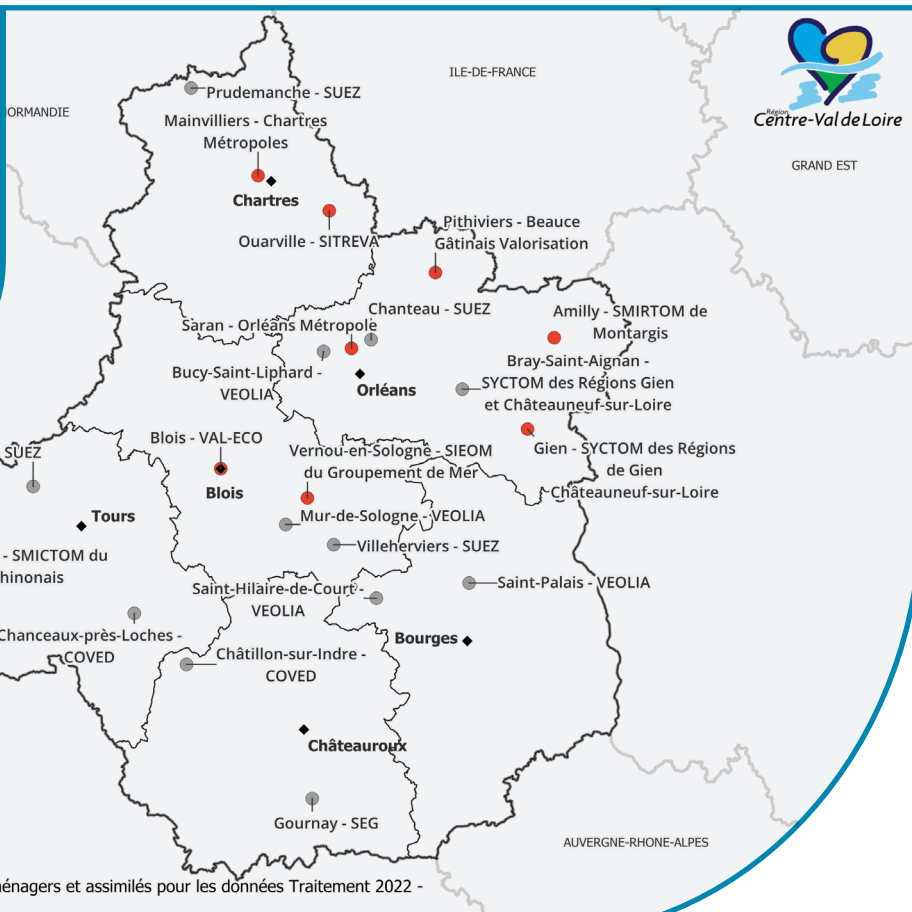 ILE-DE-FRANCE
Région
Centre-Val de Loire
Prudemanche - SUEZ
ORMANDIE
Mainvilliers - Chartres
Métropoles
GRAND EST
Chartres
Pithiviers - Beauce
Gâtinais Valorisation
Ouarville - SITREVA
Chanteau - SUEZ
Amilly - SMIRTOM de
Montargis
Saran - Orléans Métropole
Bucy-Saint-Liphard -
VEOLIA
Orléans
Bray-Saint-Aignan -
SYCTOM des Régions Gien
et Châteauneuf-sur-Loire
SUEZ
Blois - VAL-ECO
Blois
Vernou-en-Sologne - SIEOM
du Groupement de Mer
Gien - SYCTOM des Régions
de Gien
Châteauneuf-sur-Loire
Tours
Mur-de-Sologne - VEOLIA
Villeherviers - SUEZ
- SMICTOM du
hinonais
Saint-Hilaire-de-Court -
VEOLIA
Saint-Palais - VEOLIA
Chanceaux-près-Loches -
COVED
Bourges
Châtillon-sur-Indre -
COVED
Châteauroux
Gournay - SEG
AUVERGNE-RHONE-ALPES
énagers et assimilés pour les données Traitement 2022 -